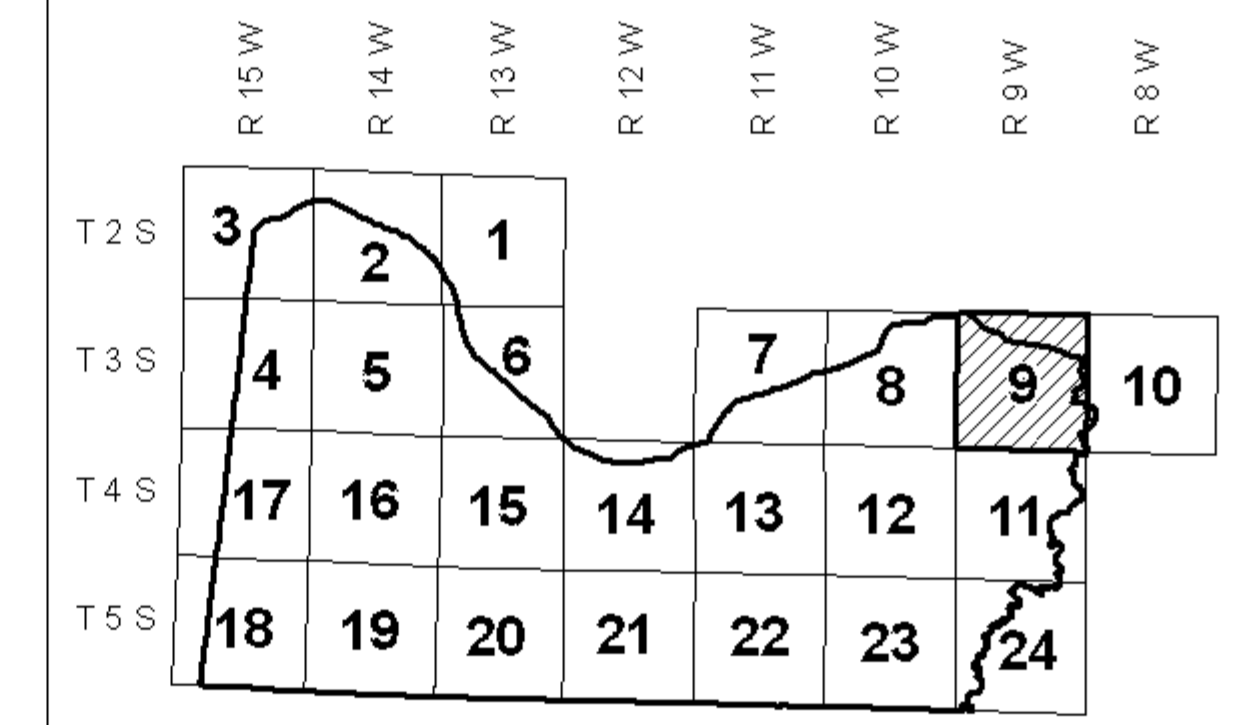 R 15 W R 14 W R 13 W R 12 W R 11 W R 10 W R 9 W R 8 W
T 2 S 3 2 1
T 3 S 4 5 6 7 8 9 10
T 4 S 17 16 15 14 13 12 11
T 5 S 18 19 20 21 22 23 24